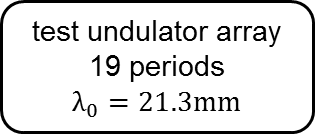 test undulator array
19 periods
λ₀ = 21.3mm